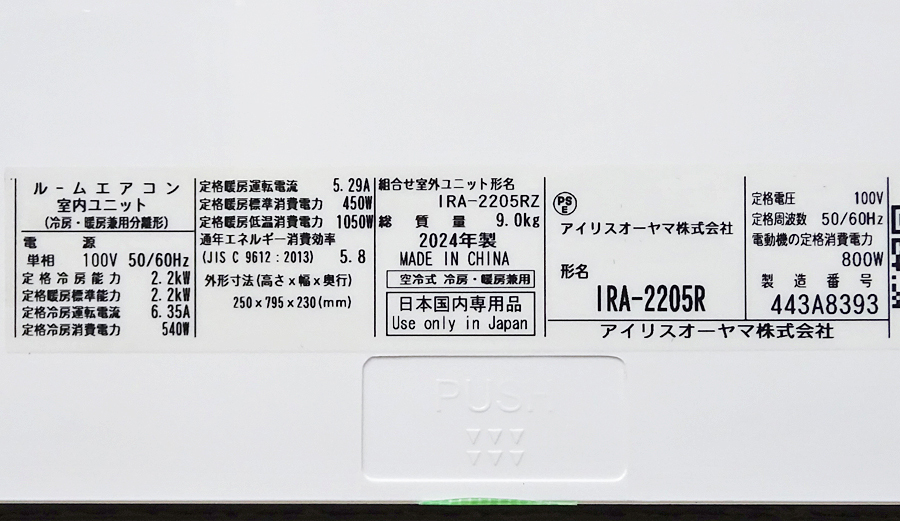 ルームエアコン
室内ユニット
(冷房・暖房兼用分離形)
電 源
単相 100V 50/60Hz
定格冷房能力 2.2kW
定格暖房標準能力 2.2kW
定格冷房運転電流 6.35A
定格冷房消費電力 540W
定格暖房運転電流 5.29A
定格暖房標準消費電力 450W
定格暖房低温消費電力 1050W
通年エネルギー消費効率
(JIS C 9612:2013) 5.8
外形寸法(高さx幅x奥行)
250x795x230(mm)
組合せ室外ユニット形名
IRA-2205RZ
総質量 9.0kg
2024年製
MADE IN CHINA
空冷式 冷房・暖房兼用
日本国内専用品
Use only in Japan
PSE
アイリスオーヤマ株式会社
形名
IRA-2205R
定格電圧 100V
定格周波数 50/60Hz
電動機の定格消費電力
800W
製造番号
443A8393
アイリスオーヤマ株式会社
PUSH